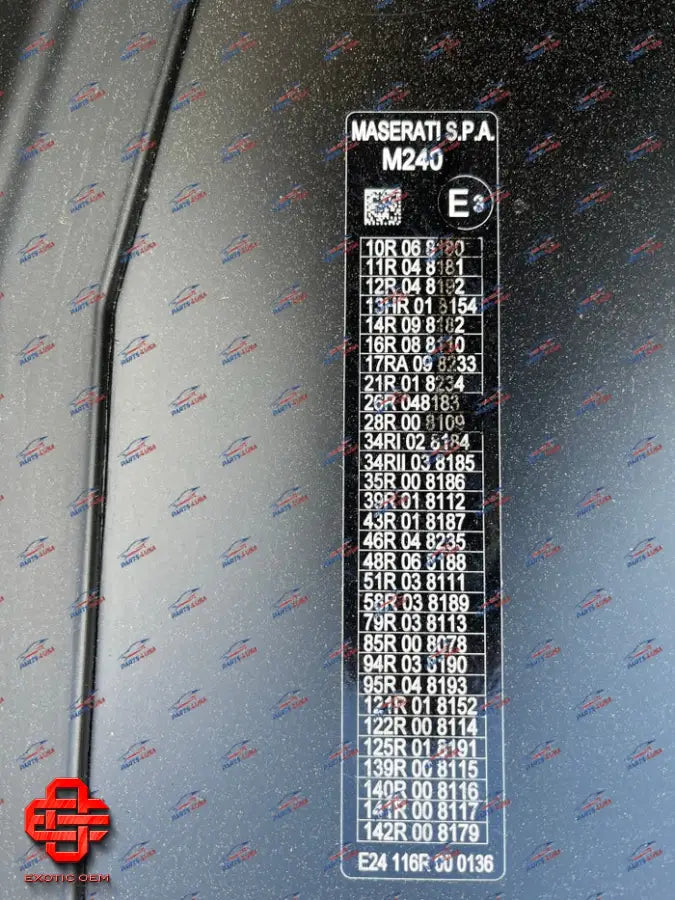 MASERATI S.P.A.
M240
E3
10R 06 8180
11R 04 8181
12R 04 8192
13HR 01 8154
14R 09 8182
16R 08 8110
17RA 09 8233
21R 01 8234
26R 048183
28R 00 8109
34RI 02 8184
34RII 03 8185
35R 00 8186
39R 01 8112
43R 01 8187
46R 04 8235
48R 06 8188
51R 03 8111
58R 03 8189
79R 03 8113
85R 00 8078
94R 03 8190
95R 04 8193
121R 01 8152
122R 00 8114
125R 01 8191
139R 00 8115
140R 00 8116
141R 00 8117
142R 00 8179
E24 116R 00 0136
EXOTIC OEM
PARTS4USA